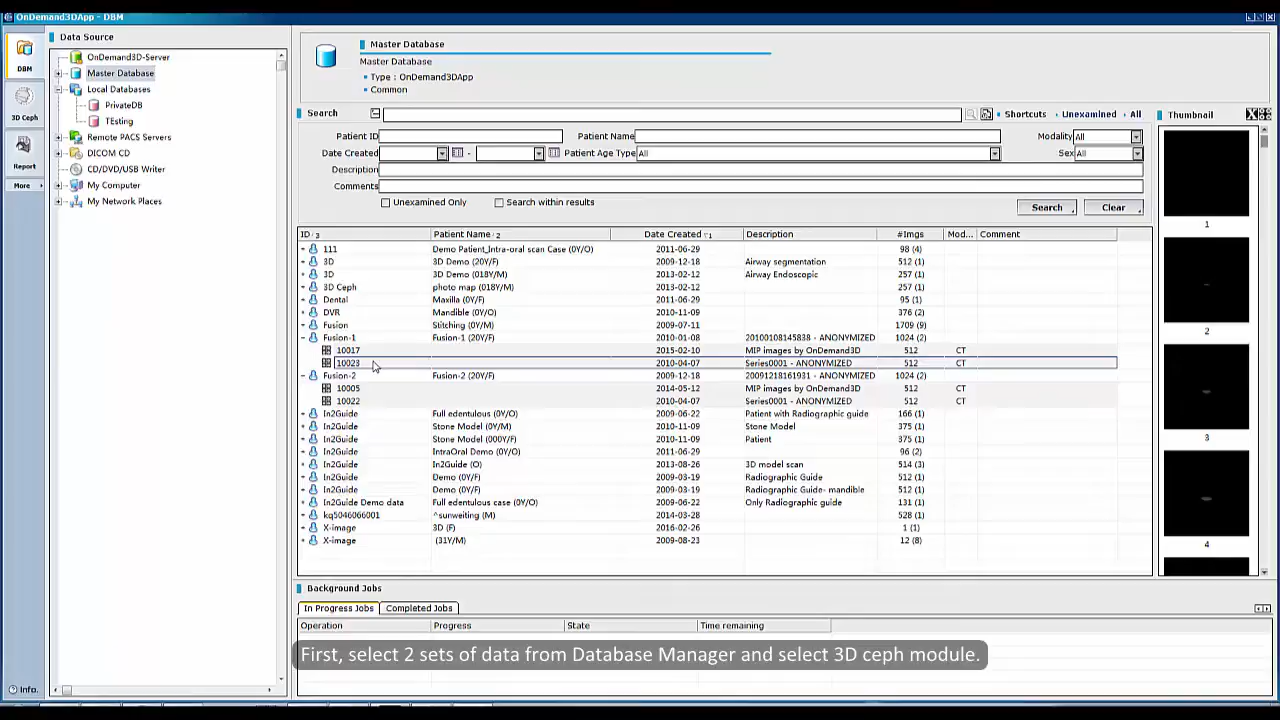 OnDemand3DApp - DBM
DBM
3D Ceph
Report
More
Info.
Data Source
OnDemand3D-Server
Master Database
Local Databases
PrivateDB
TEsting
Remote PACS Servers
DICOM CD
CD/DVD/USB Writer
My Computer
My Network Places
Master Database
Master Database
Type : OnDemand3DApp
Common
Search Shortcuts Unexamined All
Patient ID Patient Name Modality All
Date Created - Patient Age Type All Sex All
Description
Comments
Unexamined Only Search within results Search Clear
ID 3 Patient Name 2 Date Created 1 Description #Imgs Mod... Comment
111 Demo Patient_Intra-oral scan Case (0Y/O) 2011-06-29 98 (4)
3D 3D Demo (20Y/F) 2009-12-18 Airway segmentation 512 (1)
3D 3D Demo (018Y/M) 2013-02-12 Airway Endoscopic 257 (1)
3D Ceph photo map (018Y/M) 2013-02-12 257 (1)
Dental Maxilla (0Y/F) 2011-06-29 95 (1)
DVR Mandible (0Y/O) 2010-11-09 376 (2)
Fusion Stitching (0Y/M) 2009-07-11 1709 (9)
Fusion-1 Fusion-1 (20Y/F) 2010-01-08 20100108145838 - ANONYMIZED 1024 (2)
10017 2015-02-10 MIP images by OnDemand3D 512 CT
10023 2010-04-07 Series0001 - ANONYMIZED 512 CT
Fusion-2 Fusion-2 (20Y/F) 2009-12-18 20091218161931 - ANONYMIZED 1024 (2)
10005 2014-05-12 MIP images by OnDemand3D 512 CT
10022 2010-04-07 Series0001 - ANONYMIZED 512 CT
In2Guide Full edentulous (0Y/O) 2009-06-22 Patient with Radiographic guide 166 (1)
In2Guide Stone Model (0Y/M) 2010-11-09 Stone Model 375 (1)
In2Guide Stone Model (000Y/F) 2010-11-09 Patient 375 (1)
In2Guide IntraOral Demo (0Y/O) 2011-06-29 96 (2)
In2Guide In2Guide (O) 2013-08-26 3D model scan 514 (3)
In2Guide Demo (0Y/F) 2009-03-19 Radiographic Guide 512 (1)
In2Guide Demo (0Y/F) 2009-03-19 Radiographic Guide- mandible 512 (1)
In2Guide Demo data Full edentulous case (0Y/O) 2009-06-22 Only Radiographic guide 131 (1)
kq5046066001 ^sunweiting (M) 2014-03-28 528 (1)
X-image 3D (F) 2016-02-26 1 (1)
X-image (31Y/M) 2009-08-23 12 (8)
Thumbnail
1
2
3
4
Background Jobs
In Progress Jobs Completed Jobs
Operation Progress State Time remaining
First, select 2 sets of data from Database Manager and select 3D ceph module.